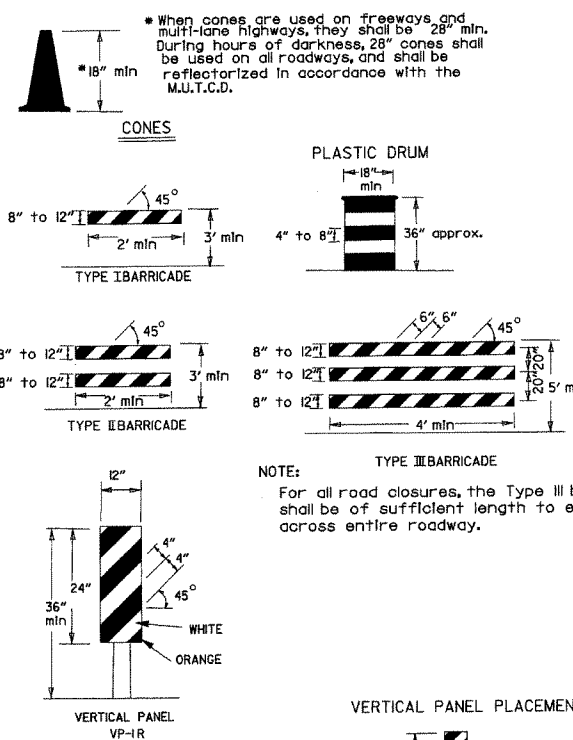 * When cones are used on freeways and
multi-lane highways, they shall be 28" min.
During hours of darkness, 28" cones shall
be used on all roadways, and shall be
reflectorized in accordance with the
M.U.T.C.D.
*18" min
CONES
PLASTIC DRUM
18"
min
4" to 8"
36" approx.
45°
8" to 12"
2' min
3' min
TYPE I BARRICADE
45°
8" to 12"
8" to 12"
2' min
3' min
TYPE II BARRICADE
6" 6"
45°
8" to 12"
8" to 12"
8" to 12"
20" 20"
5' m
4' min
TYPE III BARRICADE
NOTE:
For all road closures, the Type III b
shall be of sufficient length to e
across entire roadway.
12"
4"
4"
45°
24"
36"
min
WHITE
ORANGE
VERTICAL PANEL
VP-1R
VERTICAL PANEL PLACEMEN